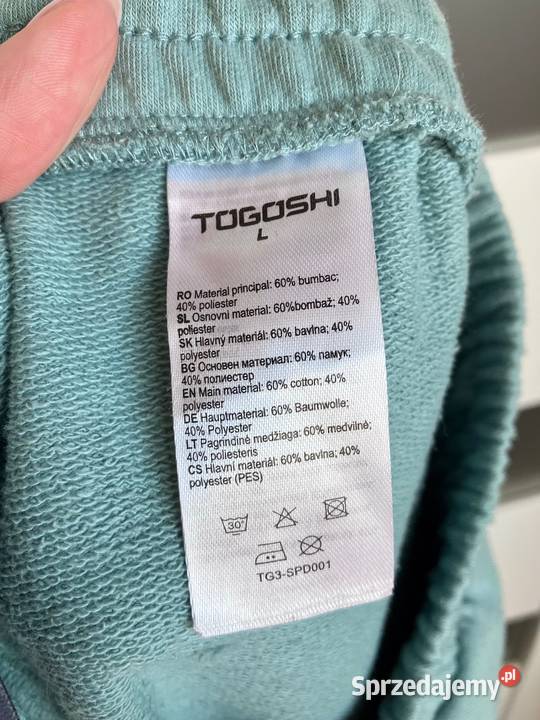 TOGOSHI
L
RO Material principal: 60% bumbac;
40% poliester
SL Osnovni material: 60%bombaž; 40%
poliester
SK Hlavný materiál: 60% bavlna; 40%
polyester
BG Основен материал: 60% памук;
40% полиестер
EN Main material: 60% cotton; 40%
polyester
DE Hauptmaterial: 60% Baumwolle;
40% Polyester
LT Pagrindinė medžiaga: 60% medvilnė;
40% poliesteris
CS Hlavní materiál: 60% bavlna; 40%
polyester (PES)
30°
TG3-SPD001
Sprzedajemy.pl